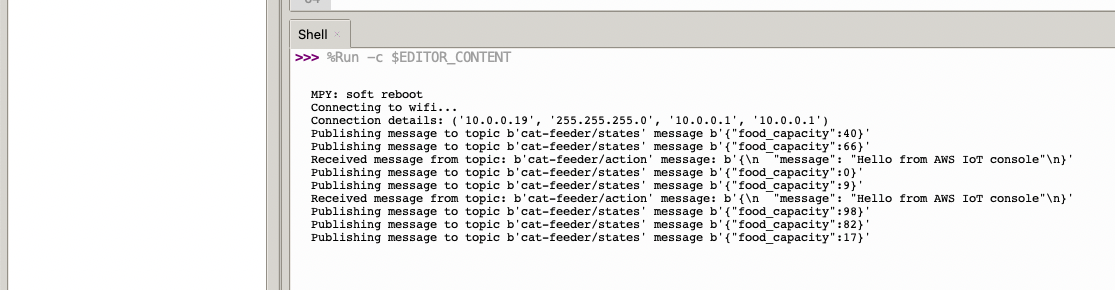 Shell ×
>>> %Run -c $EDITOR_CONTENT
MPY: soft reboot
Connecting to wifi...
Connection details: ('10.0.0.19', '255.255.255.0', '10.0.0.1', '10.0.0.1')
Publishing message to topic b'cat-feeder/states' message b'{"food_capacity":40}'
Publishing message to topic b'cat-feeder/states' message b'{"food_capacity":66}'
Received message from topic: b'cat-feeder/action' message: b'{\n  "message": "Hello from AWS IoT console"\n}'
Publishing message to topic b'cat-feeder/states' message b'{"food_capacity":0}'
Publishing message to topic b'cat-feeder/states' message b'{"food_capacity":9}'
Received message from topic: b'cat-feeder/action' message: b'{\n  "message": "Hello from AWS IoT console"\n}'
Publishing message to topic b'cat-feeder/states' message b'{"food_capacity":98}'
Publishing message to topic b'cat-feeder/states' message b'{"food_capacity":82}'
Publishing message to topic b'cat-feeder/states' message b'{"food_capacity":17}'